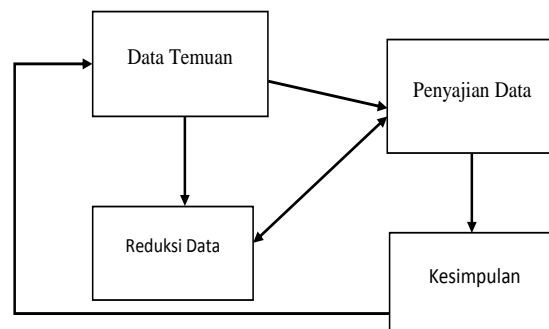 Data Temuan
Penyajian Data
Reduksi Data
Kesimpulan